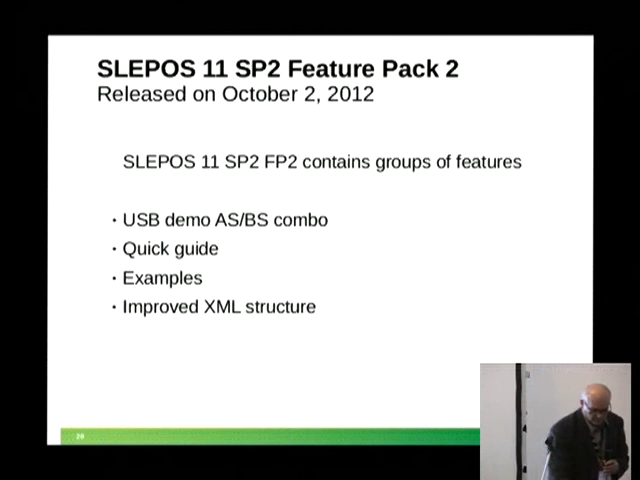 SLEPOS 11 SP2 Feature Pack 2
Released on October 2, 2012
SLEPOS 11 SP2 FP2 contains groups of features
· USB demo AS/BS combo
· Quick guide
· Examples
· Improved XML structure